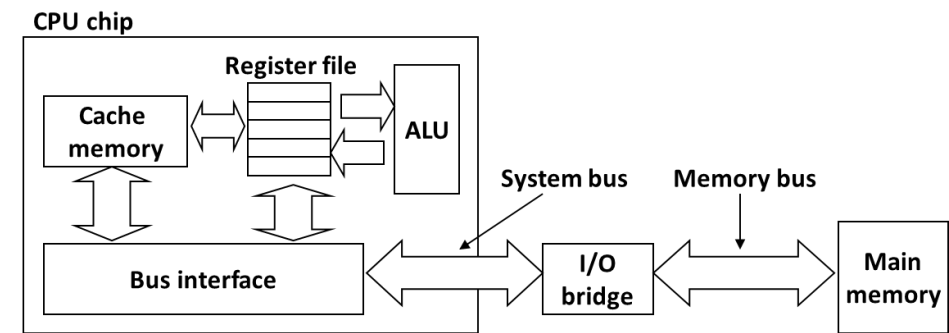 CPU chip
Register file
Cache
memory
ALU
System bus
Memory bus
Bus interface
I/O
bridge
Main
memory